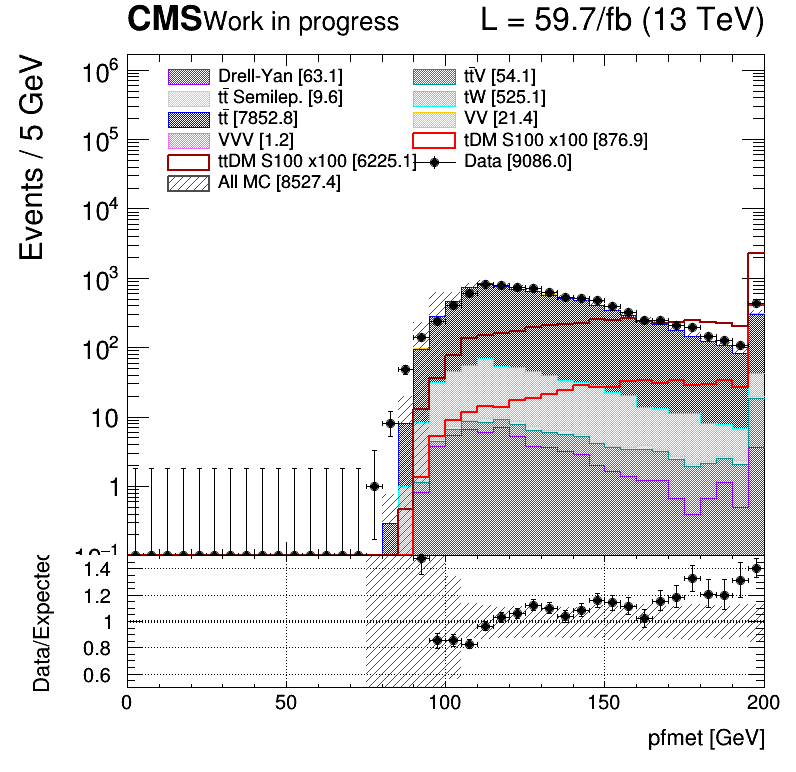 CMS Work in progress L = 59.7/fb (13 TeV)
Events / 5 GeV
10⁶
10⁵
10⁴
10³
10²
10
1
10⁻¹
Drell-Yan [63.1]
tt̄V [54.1]
tt̄ Semilep. [9.6]
tW [525.1]
tt̄ [7852.8]
VV [21.4]
VVV [1.2]
tDM S100 x100 [876.9]
ttDM S100 x100 [6225.1]
Data [9086.0]
All MC [8527.4]
Data/Expected
1.4
1.2
1
0.8
0.6
0 50 100 150 200
pfmet [GeV]